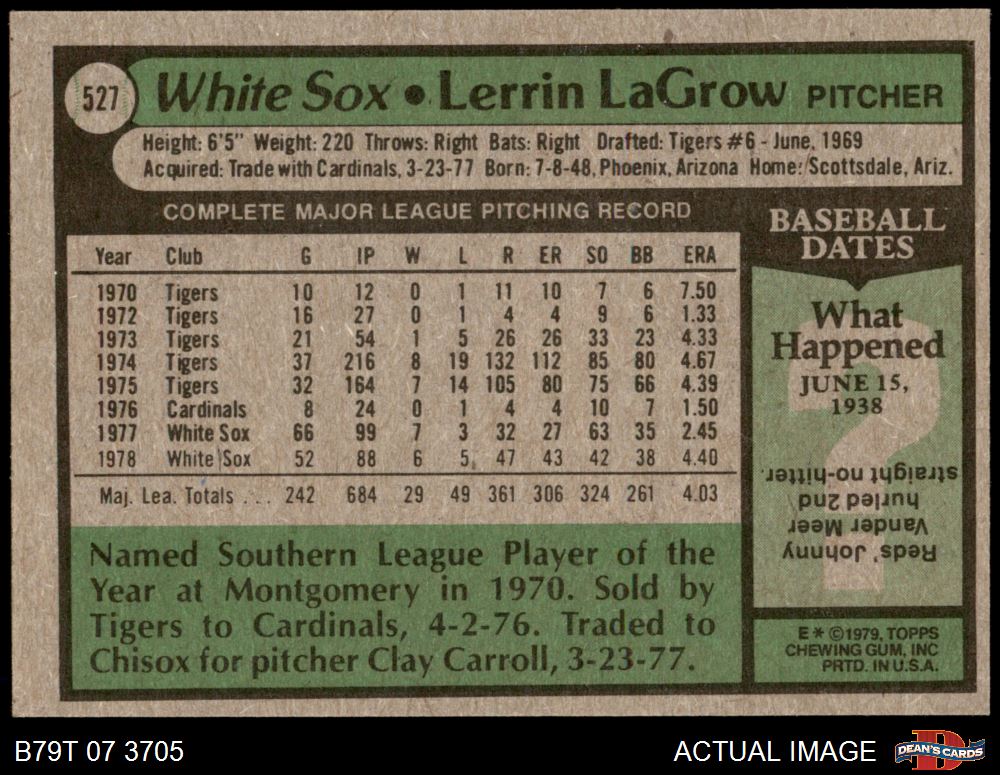 527
White Sox • Lerrin LaGrow PITCHER
Height: 6'5" Weight: 220 Throws: Right Bats: Right Drafted: Tigers #6 - June, 1969
Acquired: Trade with Cardinals, 3-23-77 Born: 7-8-48, Phoenix, Arizona Home: Scottsdale, Ariz.
COMPLETE MAJOR LEAGUE PITCHING RECORD
Year Club G IP W L R ER SO BB ERA
1970 Tigers 10 12 0 1 11 10 7 6 7.50
1972 Tigers 16 27 0 1 4 4 9 6 1.33
1973 Tigers 21 54 1 5 26 26 33 23 4.33
1974 Tigers 37 216 8 19 132 112 85 80 4.67
1975 Tigers 32 164 7 14 105 80 75 66 4.39
1976 Cardinals 8 24 0 1 4 4 10 7 1.50
1977 White Sox 66 99 7 3 32 27 63 35 2.45
1978 White Sox 52 88 6 5 47 43 42 38 4.40
Maj. Lea. Totals ... 242 684 29 49 361 306 324 261 4.03
Named Southern League Player of the
Year at Montgomery in 1970. Sold by
Tigers to Cardinals, 4-2-76. Traded to
Chisox for pitcher Clay Carroll, 3-23-77.
BASEBALL
DATES
What
Happened
JUNE 15,
1938
?
Reds' Johnny
Vander Meer
hurled 2nd
straight no-hitter.
E * © 1979, TOPPS
CHEWING GUM, INC
PRTD. IN U.S.A.
B79T 07 3705
ACTUAL IMAGE
D
DEAN'S CARDS